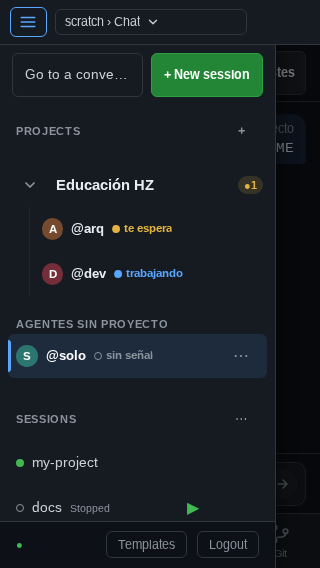 scratch › Chat
Go to a conve…
+ New session
PROJECTS
+
Educación HZ
●1
A @arq te espera
D @dev trabajando
AGENTES SIN PROYECTO
S @solo sin señal
SESSIONS
my-project
docs Stopped
Templates
Logout
Git